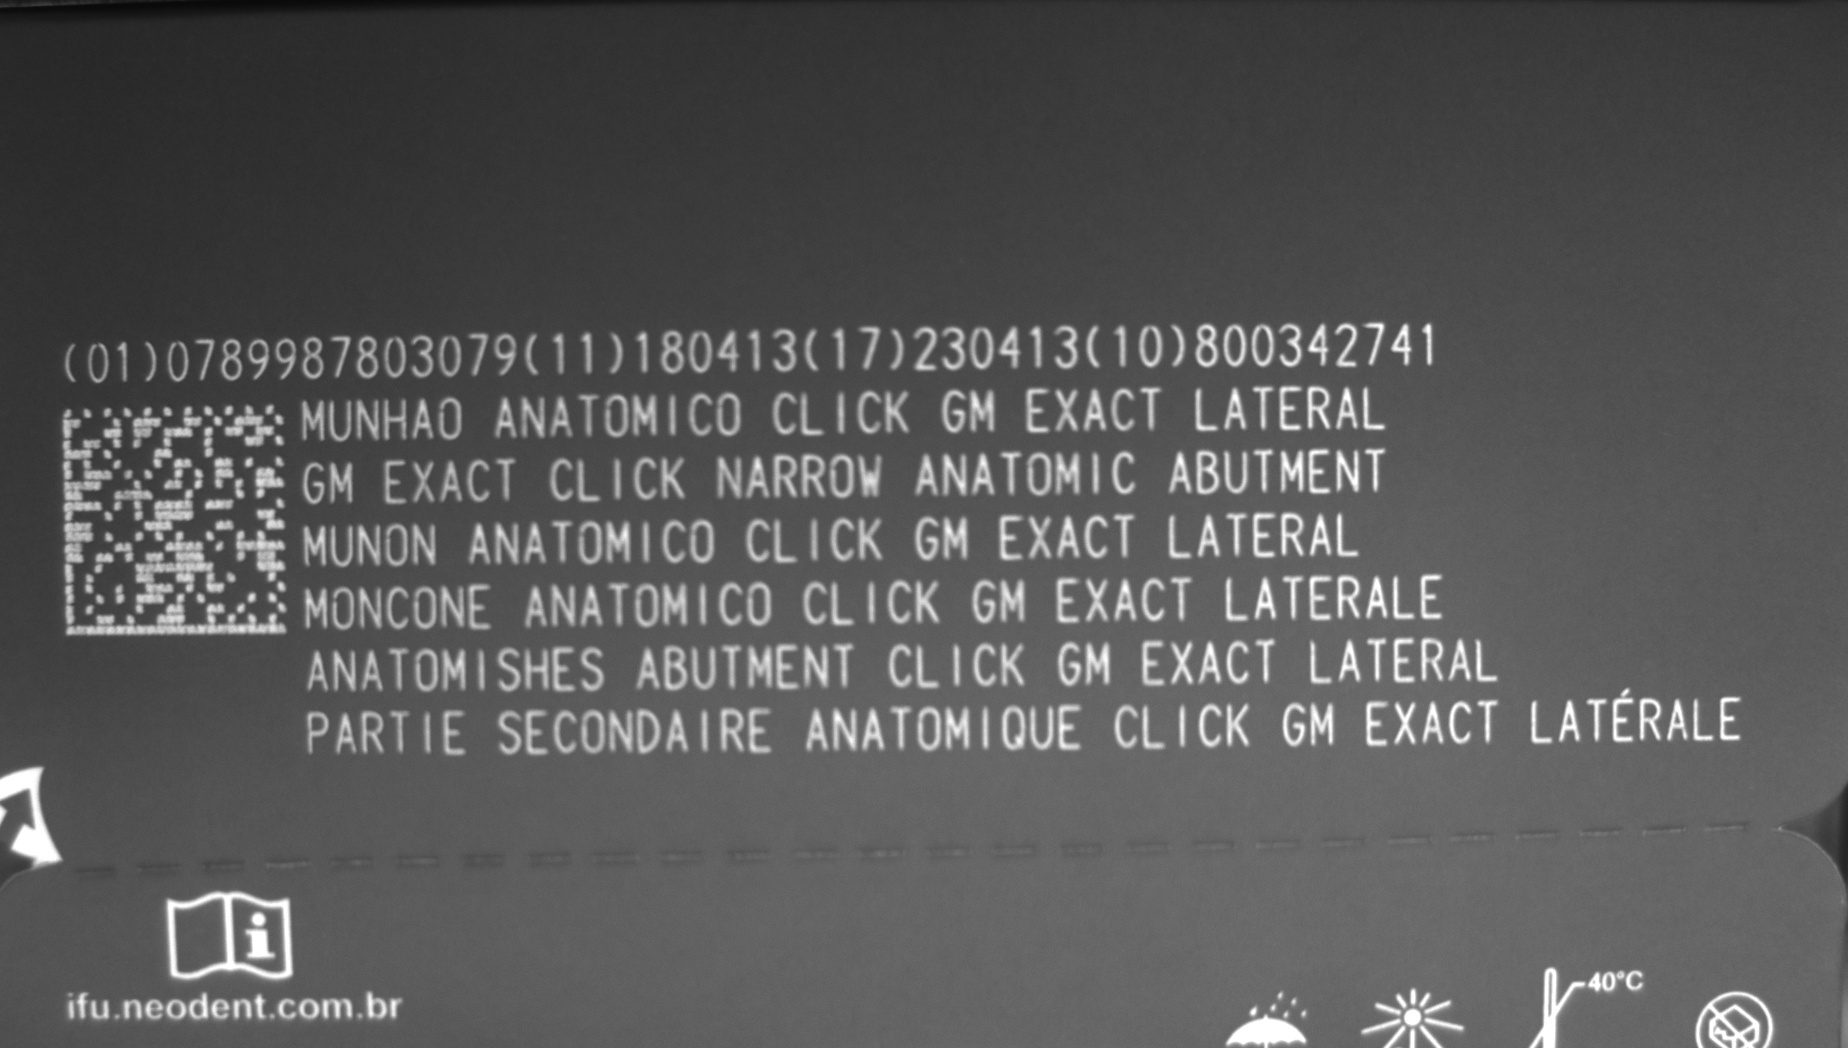 (01)0789987803079(11)180413(17)230413(10)800342741
MUNHAO ANATOMICO CLICK GM EXACT LATERAL
GM EXACT CLICK NARROW ANATOMIC ABUTMENT
MUNON ANATOMICO CLICK GM EXACT LATERAL
MONCONE ANATOMICO CLICK GM EXACT LATERALE
ANATOMISHES ABUTMENT CLICK GM EXACT LATERAL
PARTIE SECONDAIRE ANATOMIQUE CLICK GM EXACT LATÉRALE
ifu.neodent.com.br
40°C